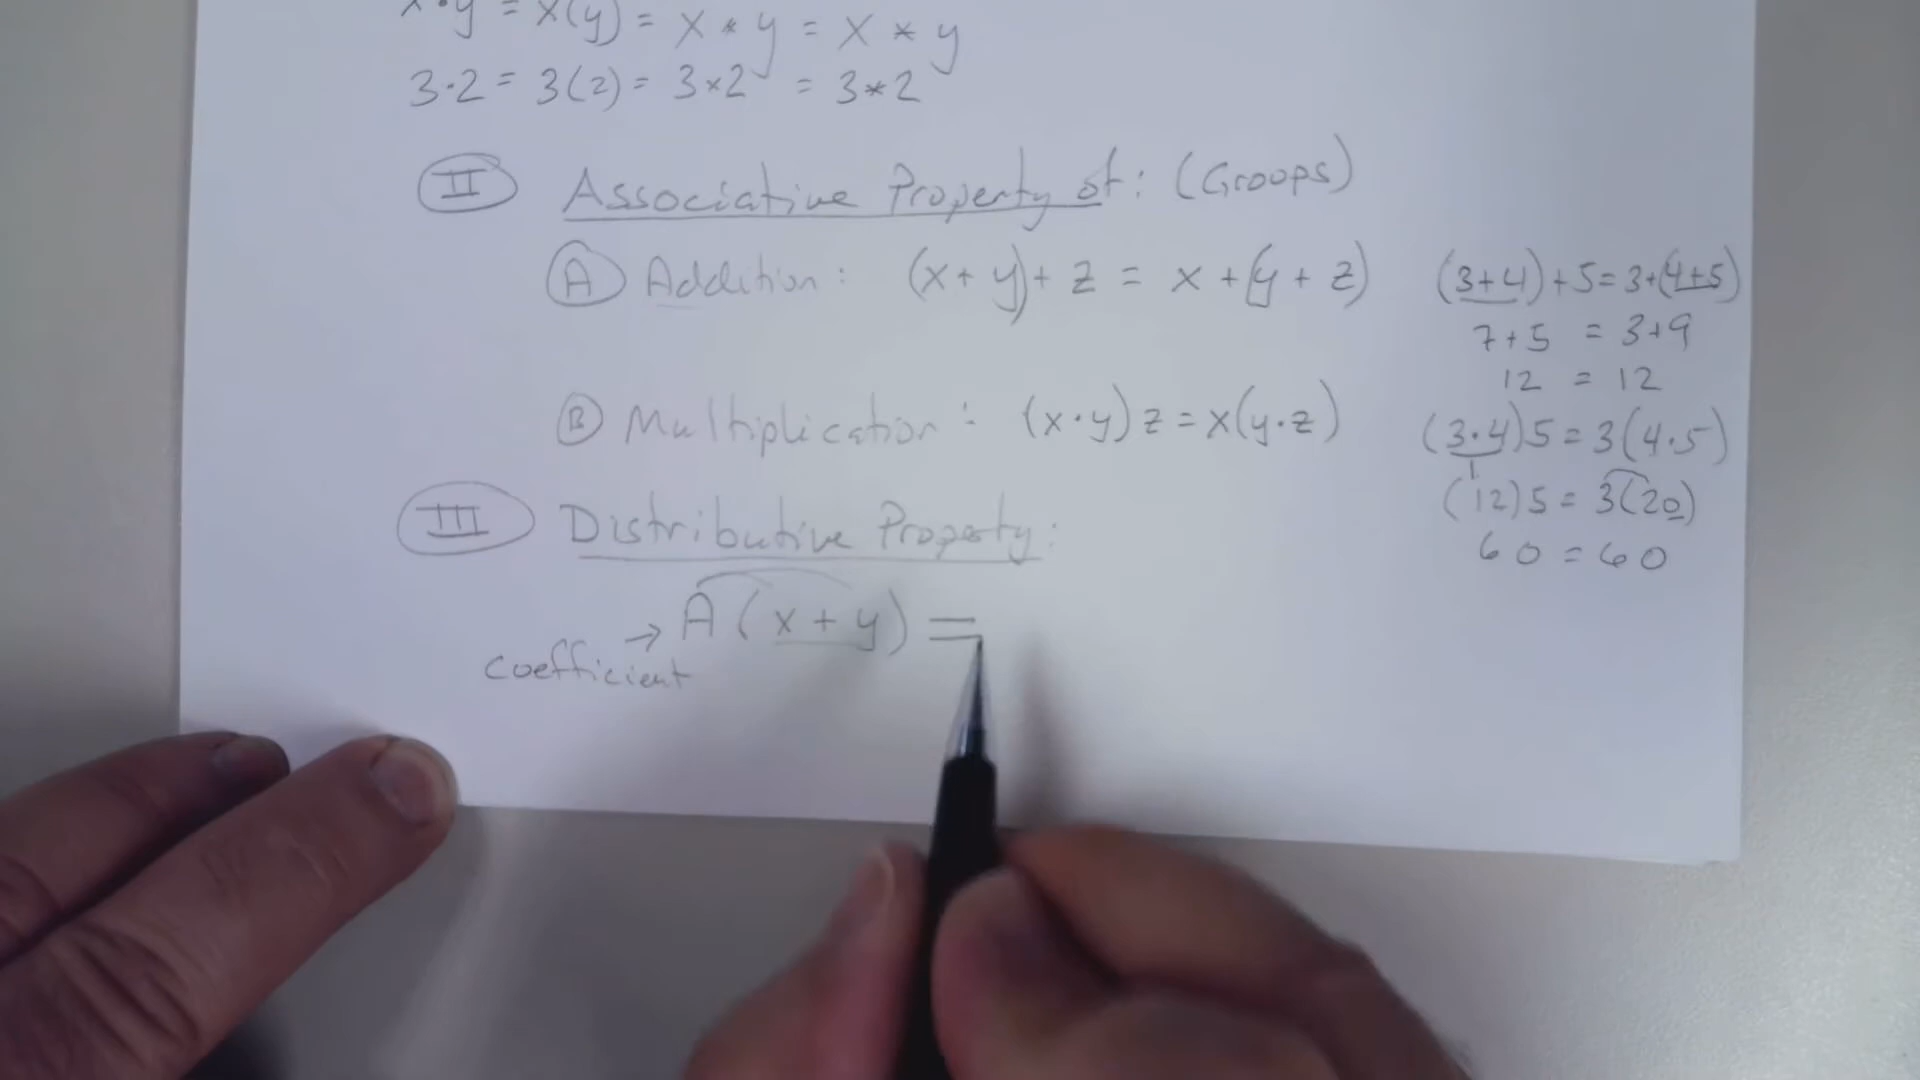 x·y = x(y) = x * y = x * y
3·2 = 3(2) = 3×2 = 3*2
II Associative Property of: (Groops)
A Addition: (x + y) + z = x + (y + z)
(3+4)+5=3+(4+5)
7+5 = 3+9
12 = 12
B Multiplication: (x·y)z = x(y·z)
(3·4)5=3(4·5)
(12)5=3(20)
60=60
III Distributive Property:
→ A(x + y) =
coefficient